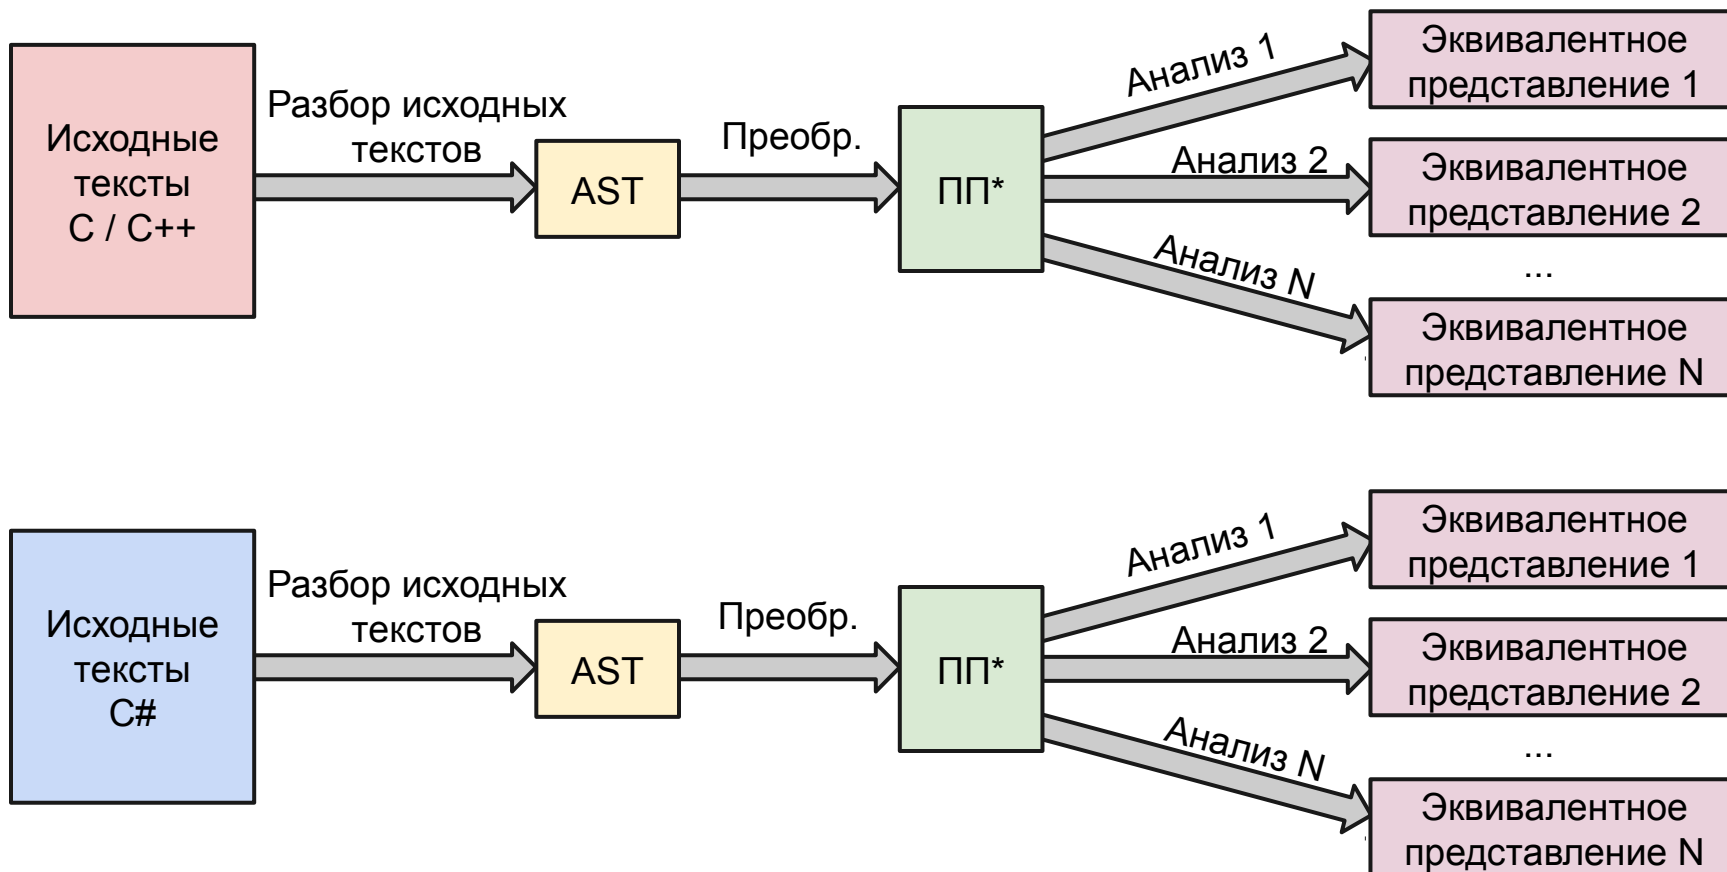 Исходные
тексты
C / C++
Разбор исходных
текстов
AST
Преобр.
ПП*
Анализ 1
Эквивалентное
представление 1
Анализ 2
Эквивалентное
представление 2
...
Анализ N
Эквивалентное
представление N
Исходные
тексты
C#
Разбор исходных
текстов
AST
Преобр.
ПП*
Анализ 1
Эквивалентное
представление 1
Анализ 2
Эквивалентное
представление 2
...
Анализ N
Эквивалентное
представление N